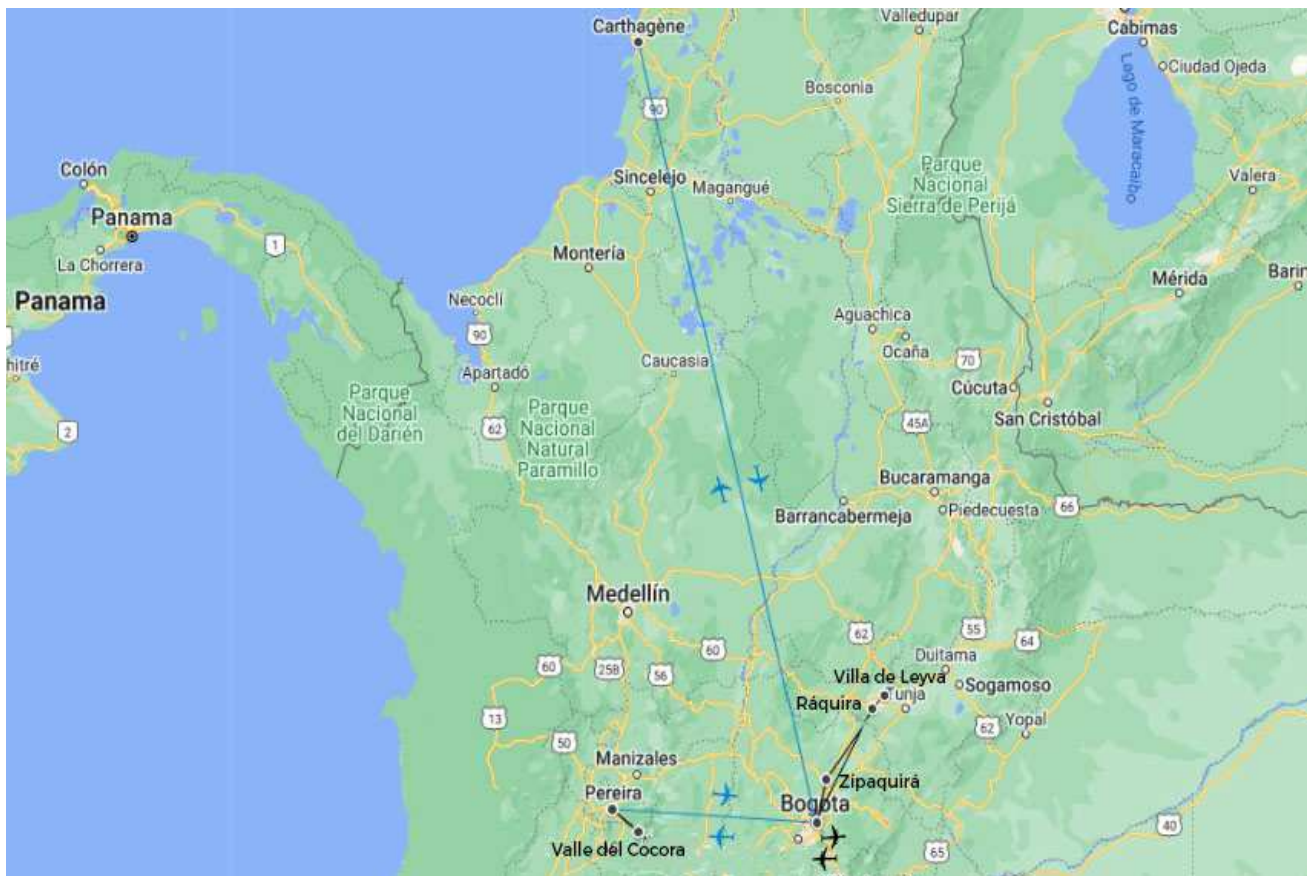 Carthagène
Valledupar
Cabimas
Ciudad Ojeda
Lago de Maracaibo
Bosconia
90
Colón
Sincelejo
Magangué
Parque
Nacional
Sierra de Perijá
Valera
Panama
1
La Chorrera
Montería
Mérida
Barin
Panama
Necoclí
90
Aguachica
Ocaña
70
hitré
Apartadó
Caucasia
Cúcuta
San Cristóbal
Parque
Nacional
del Darién
2
62
Parque
Nacional
Natural
Paramillo
45A
Bucaramanga
Piedecuesta
66
Barrancabermeja
Medellín
62
55
64
60
60
25B
56
Duitama
Villa de Leyva
Sogamoso
Ráquira
Tunja
13
62
Yopal
50
Manizales
Zipaquirá
Pereira
Bogota
40
Valle del Cocora
65